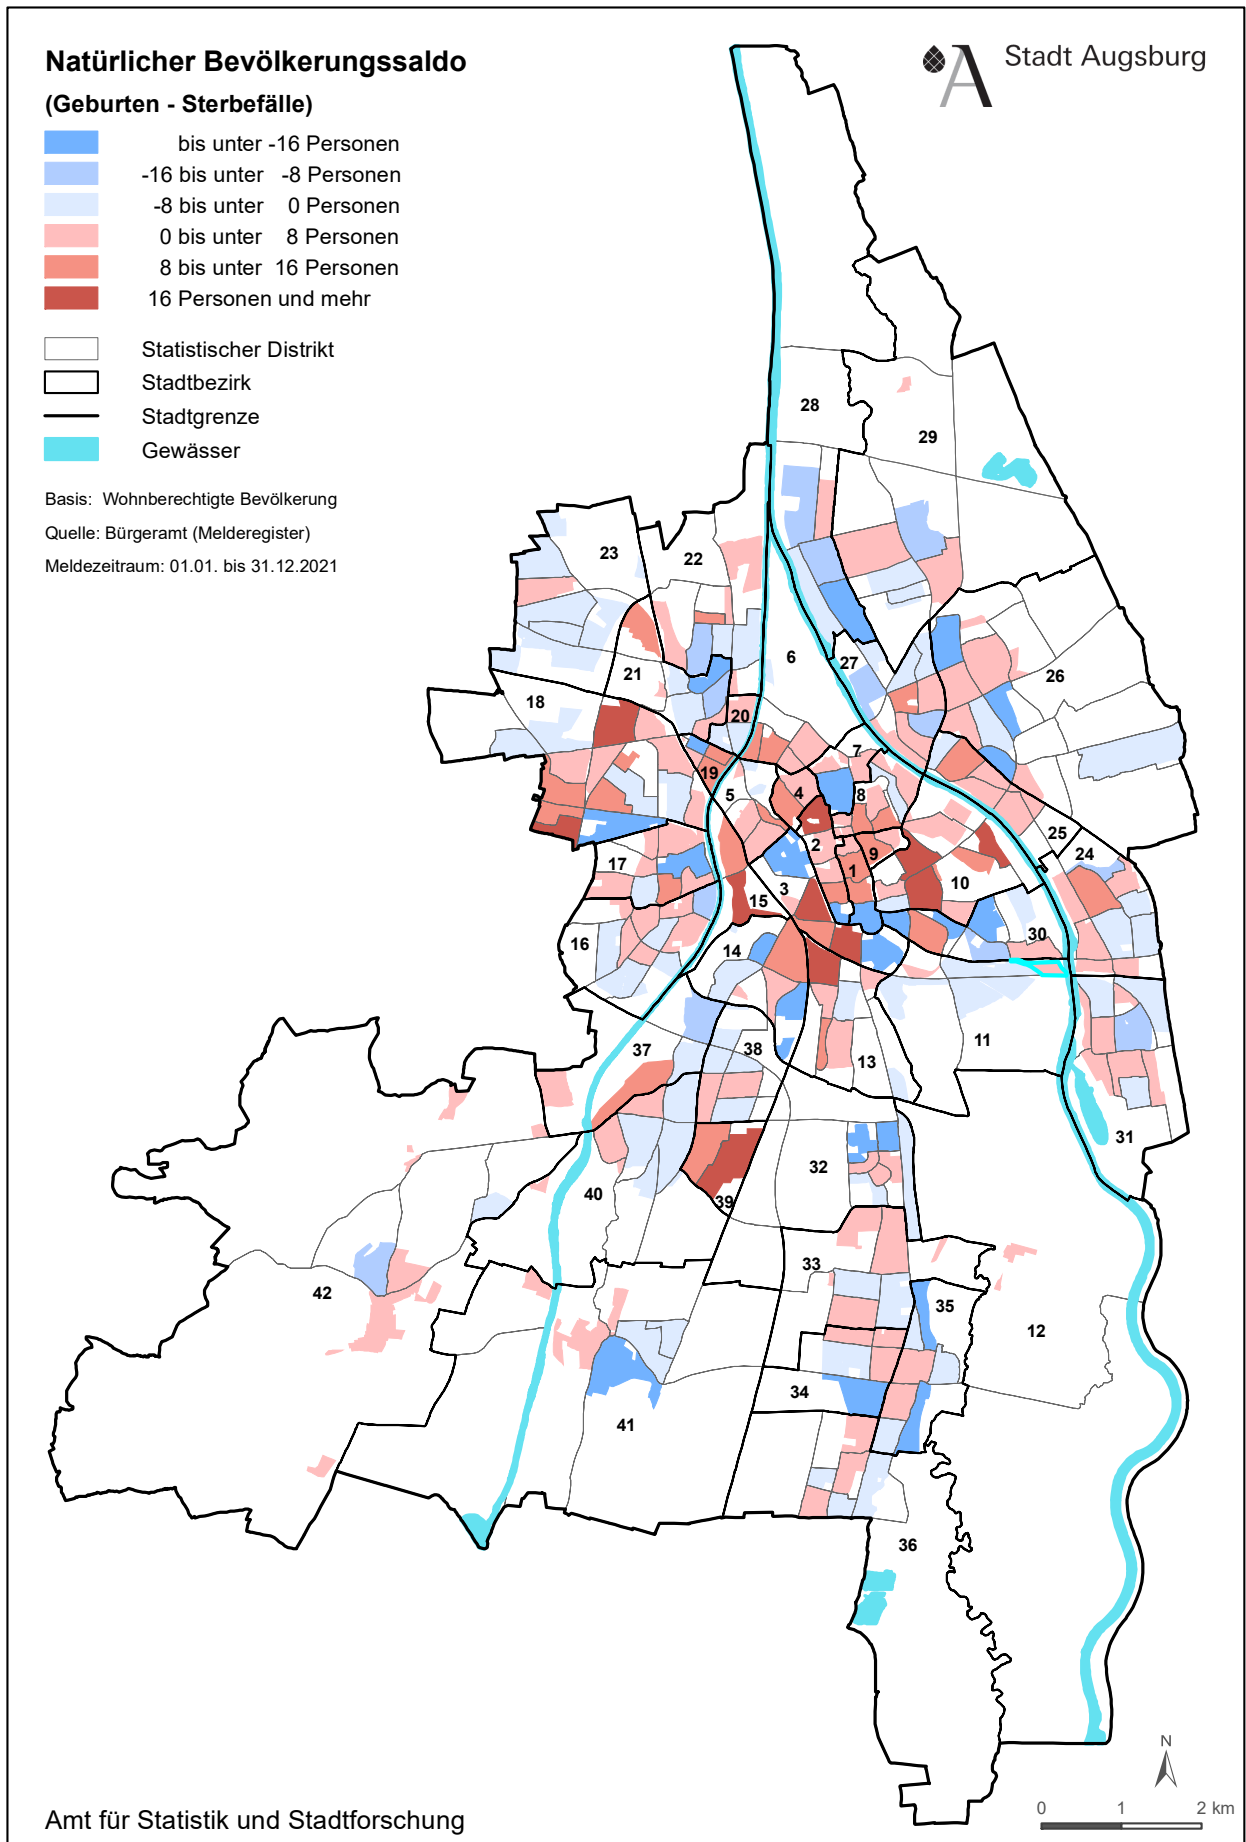 Natürlicher Bevölkerungssaldo
(Geburten - Sterbefälle)
bis unter -16 Personen
-16 bis unter -8 Personen
-8 bis unter 0 Personen
0 bis unter 8 Personen
8 bis unter 16 Personen
16 Personen und mehr
Statistischer Distrikt
Stadtbezirk
Stadtgrenze
Gewässer
Basis: Wohnberechtigte Bevölkerung
Quelle: Bürgeramt (Melderegister)
Meldezeitraum: 01.01. bis 31.12.2021
A Stadt Augsburg
28
29
23
22
6
27
21
26
18
20
7
19
5
4
8
2
25
9
24
17
1
10
3
15
30
16
14
11
37
38
13
31
32
40
39
33
42
35
12
34
41
36
N
0 1 2 km
Amt für Statistik und Stadtforschung